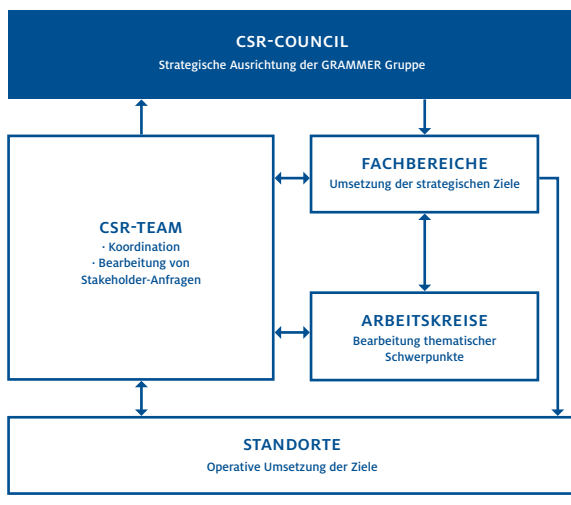 CSR-COUNCIL
Strategische Ausrichtung der GRAMMER Gruppe
FACHBEREICHE
Umsetzung der strategischen Ziele
CSR-TEAM
· Koordination
· Bearbeitung von
Stakeholder-Anfragen
ARBEITSKREISE
Bearbeitung thematischer
Schwerpunkte
STANDORTE
Operative Umsetzung der Ziele